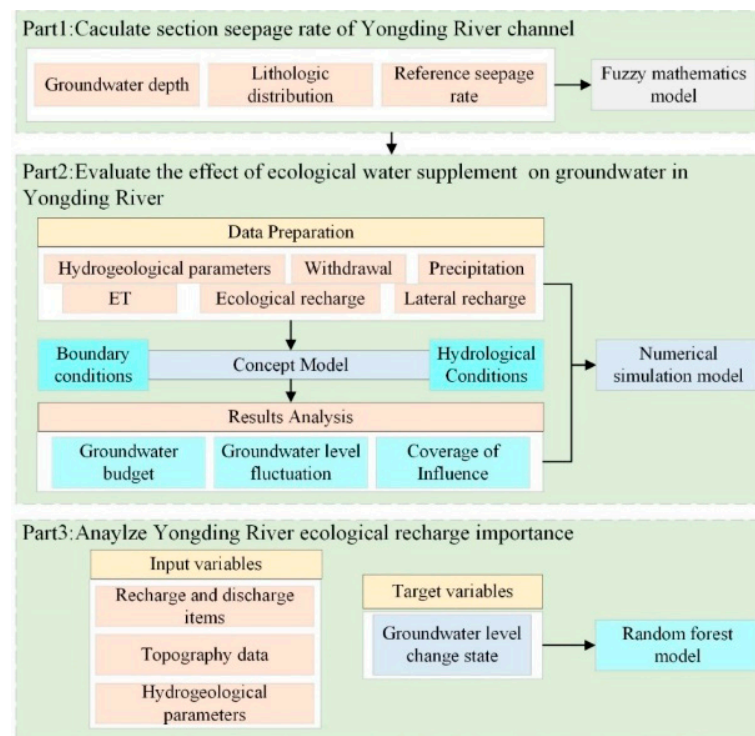 Part1:Caculate section seepage rate of Yongding River channel
Groundwater depth
Lithologic
distribution
Reference seepage
rate
Fuzzy mathematics
model
Part2:Evaluate the effect of ecological water supplement on groundwater in
Yongding River
Data Preparation
Hydrogeological parameters
Withdrawal
Precipitation
ET
Ecological recharge
Lateral recharge
Boundary
conditions
Concept Model
Hydrological
Conditions
Numerical
simulation model
Results Analysis
Groundwater
budget
Groundwater level
fluctuation
Coverage of
Influence
Part3:Anaylze Yongding River ecological recharge importance
Input variables
Recharge and discharge
items
Topography data
Hydrogeological
parameters
Target variables
Groundwater level
change state
Random forest
model